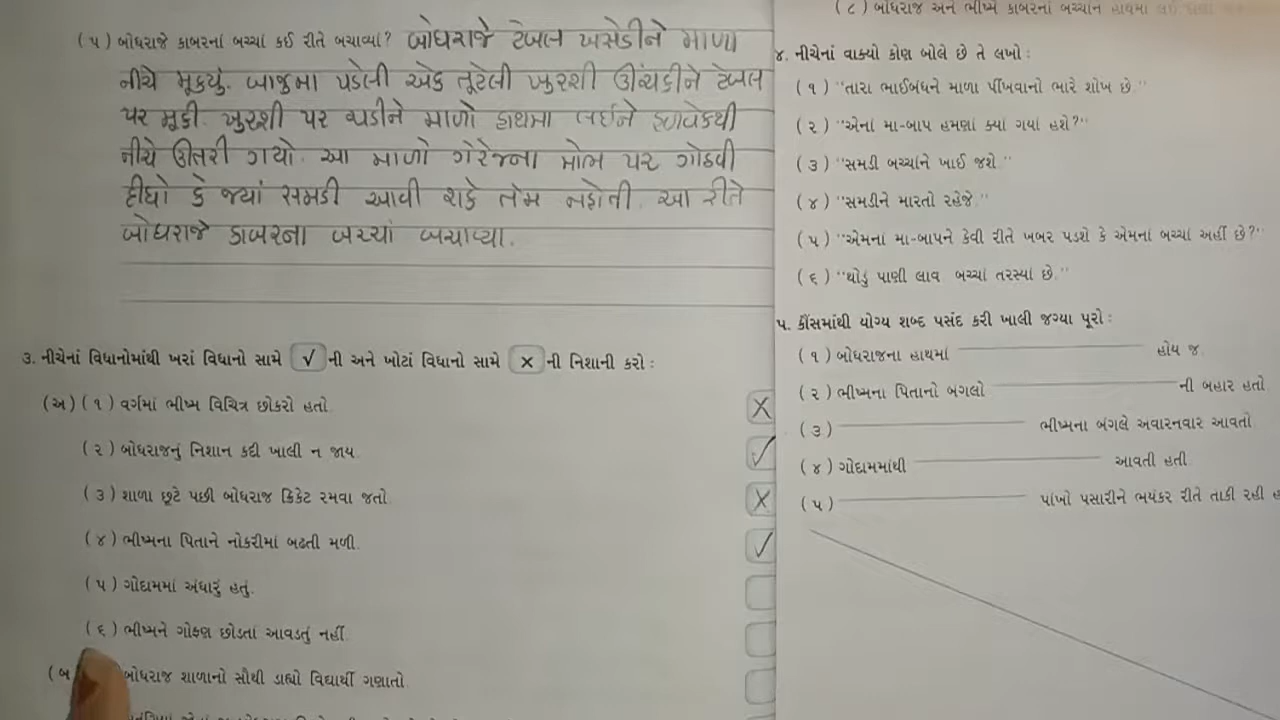 (૫) બોધરાજે કાબરનાં બચ્ચાં કઈ રીતે બચાવ્યાં? બોધરાજે ટેબલ ખસેડીને માળા
નીચે મૂક્યું. બાજુમા પડેલી એક તૂટેલી ખુરશી ઊંચકીને ટેબલ
પર મૂકી. ખુરશી પર ચડીને માળો હાથમા લઈને હળવેકથી
નીચે ઊતરી ગયો. આ માળો ગેરેજના મોભ પર ગોઠવી
દીધો કે જ્યાં સમડી આવી શકે તેમ નહોતી. આ રીતે
બોધરાજે કાબરના બચ્ચાં બચાવ્યા.
૩. નીચેનાં વિધાનોમાંથી ખરાં વિધાનો સામે ✓ ની અને ખોટાં વિધાનો સામે × ની નિશાની કરો :
(અ) (૧) વર્ગમાં ભીષ્મ વિચિત્ર છોકરો હતો. ×
(૨) બોધરાજનું નિશાન કદી ખાલી ન જાય. ✓
(૩) શાળા છૂટે પછી બોધરાજ ક્રિકેટ રમવા જતો. ×
(૪) ભીષ્મના પિતાને નોકરીમાં બઢતી મળી. ✓
(૫) ગોદામમાં અંધારું હતું.
(૬) ભીષ્મને ગોફણ છોડતાં આવડતું નહીં.
(બ) બોધરાજ શાળાનો સૌથી ડાહ્યો વિદ્યાર્થી ગણાતો.
(૮) બોધરાજ અને ભીષ્મે કાબરનાં બચ્ચાંને હાથમાં
૪. નીચેનાં વાક્યો કોણ બોલે છે તે લખો :
(૧) "તારા ભાઈબંધને માળા પીંખવાનો ભારે શોખ છે."
(૨) "એનાં મા-બાપ હમણાં ક્યાં ગયાં હશે?"
(૩) "સમડી બચ્ચાંને ખાઈ જશે."
(૪) "સમડીને મારતો રહેજે."
(૫) "એમનાં મા-બાપને કેવી રીતે ખબર પડશે કે એમનાં બચ્ચાં અહીં છે?"
(૬) "થોડું પાણી લાવ બચ્ચાં તરસ્યાં છે."
૫. કૌંસમાંથી યોગ્ય શબ્દ પસંદ કરી ખાલી જગ્યા પૂરો :
(૧) બોધરાજના હાથમાં ____ હોય જ.
(૨) ભીષ્મના પિતાનો બંગલો ____ ની બહાર હતો.
(૩) ____ ભીષ્મના બંગલે અવારનવાર આવતો.
(૪) ગોદામમાંથી ____ આવતી હતી.
(૫) ____ પાંખો પસારીને ભયંકર રીતે તાકી રહી